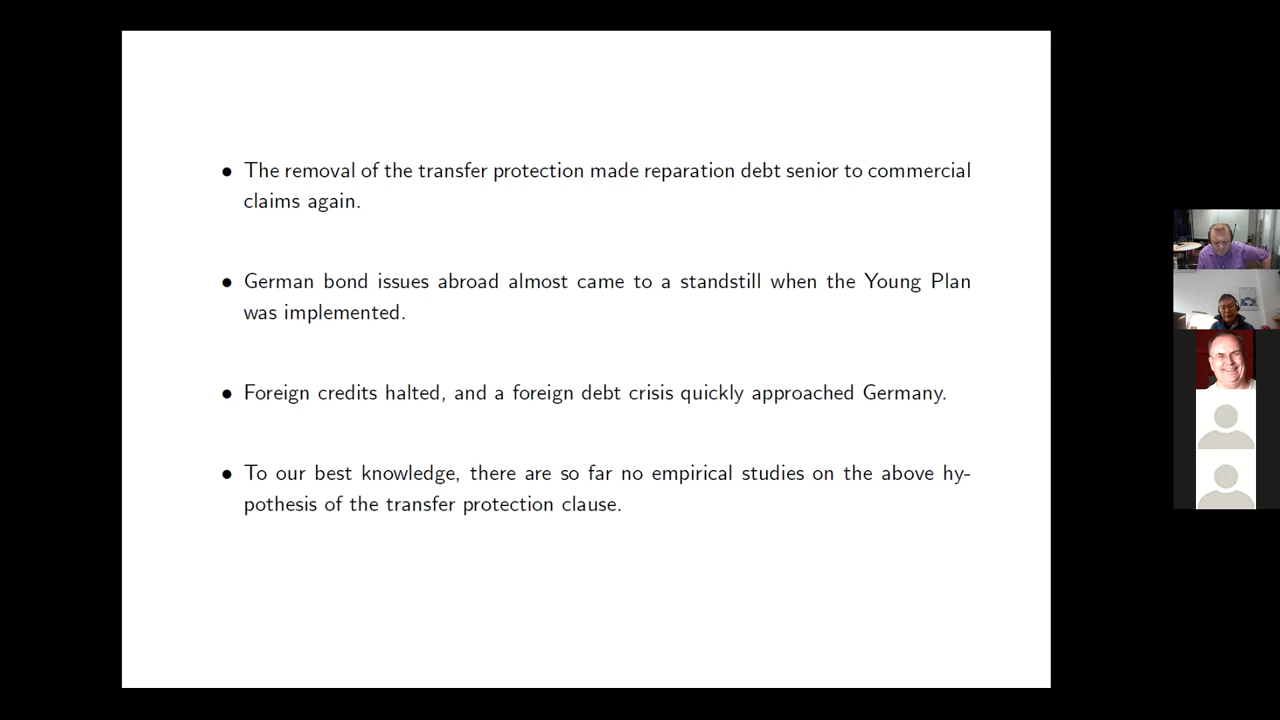 • The removal of the transfer protection made reparation debt senior to commercial
claims again.
• German bond issues abroad almost came to a standstill when the Young Plan
was implemented.
• Foreign credits halted, and a foreign debt crisis quickly approached Germany.
• To our best knowledge, there are so far no empirical studies on the above hy-
pothesis of the transfer protection clause.